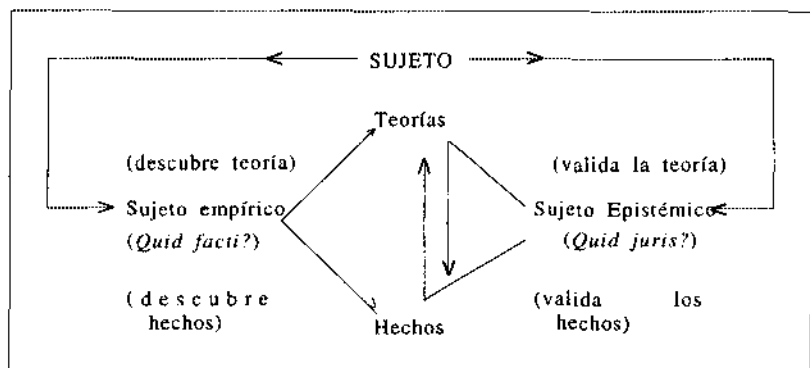 SUJETO
Teorías
(descubre teoría)
(valida la teoría)
Sujeto empírico
Sujeto Epistémico
(Quid facti?)
(Quid juris?)
(descubre
hechos)
(valida los
hechos)
Hechos